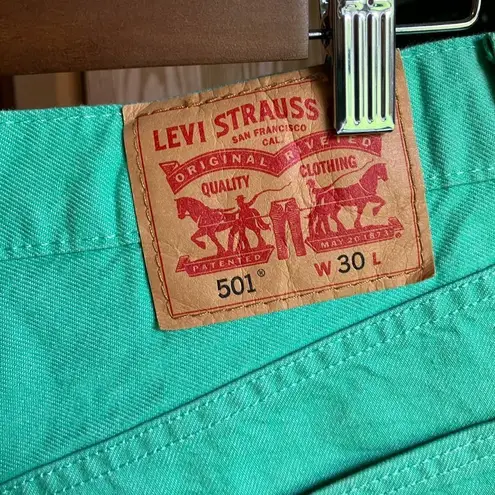 LEVI STRAUSS
SAN FRANCISCO
CAL.
ORIGINAL RIVETED
QUALITY CLOTHING
PATENTED MAY 20 1873
501® W 30 L